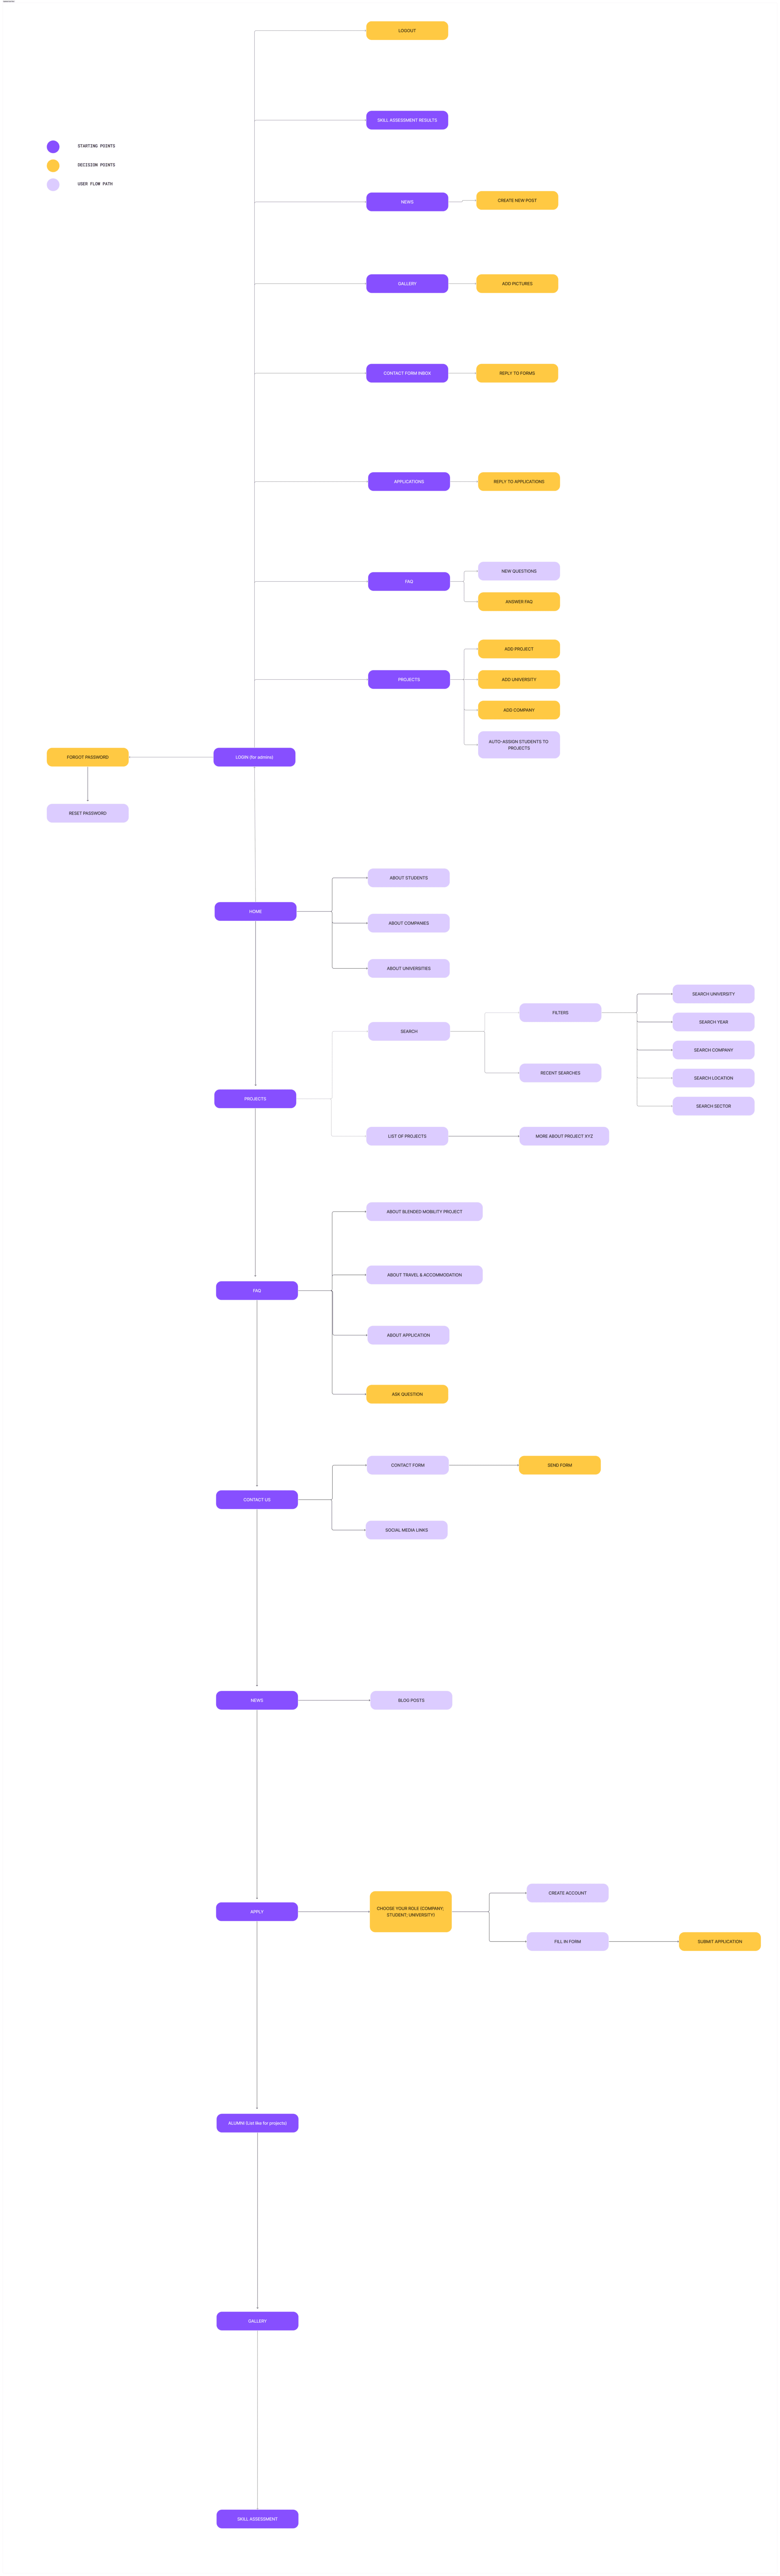 LOGOUT
SKILL ASSESSMENT RESULTS
STARTING POINTS
DECISION POINTS
USER FLOW PATH
NEWS
CREATE NEW POST
GALLERY
ADD PICTURES
CONTACT FORM INBOX
REPLY TO FORMS
APPLICATIONS
REPLY TO APPLICATIONS
FAQ
NEW QUESTIONS
ANSWER FAQ
PROJECTS
ADD PROJECT
ADD UNIVERSITY
ADD COMPANY
AUTO-ASSIGN STUDENTS TO
PROJECTS
FORGOT PASSWORD
LOGIN (for admins)
RESET PASSWORD
HOME
ABOUT STUDENTS
ABOUT COMPANIES
ABOUT UNIVERSITIES
PROJECTS
SEARCH
FILTERS
RECENT SEARCHES
SEARCH UNIVERSITY
SEARCH YEAR
SEARCH COMPANY
SEARCH LOCATION
SEARCH SECTOR
LIST OF PROJECTS
MORE ABOUT PROJECT XYZ
FAQ
ABOUT BLENDED MOBILITY PROJECT
ABOUT TRAVEL & ACCOMMODATION
ABOUT APPLICATION
ASK QUESTION
CONTACT US
CONTACT FORM
SEND FORM
SOCIAL MEDIA LINKS
NEWS
BLOG POSTS
APPLY
CHOOSE YOUR ROLE (COMPANY;
STUDENT; UNIVERSITY)
CREATE ACCOUNT
FILL IN FORM
SUBMIT APPLICATION
ALUMNI (List like for projects)
GALLERY
SKILL ASSESSMENT